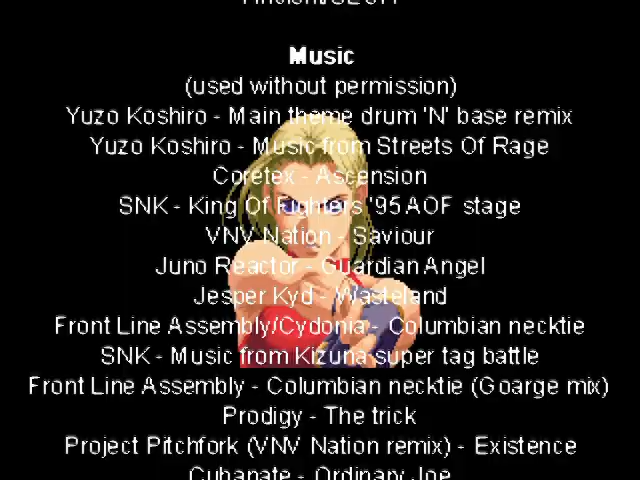 Music
(used without permission)
Yuzo Koshiro - Main theme drum 'N' base remix
Yuzo Koshiro - Music from Streets Of Rage
Coretex - Ascension
SNK - King Of Fighters '95 AOF stage
VNV Nation - Saviour
Juno Reactor - Guardian Angel
Jesper Kyd - Wasteland
Front Line Assembly/Cydonia - Columbian necktie
SNK - Music from Kizuna super tag battle
Front Line Assembly - Columbian necktie (Goarge mix)
Prodigy - The trick
Project Pitchfork (VNV Nation remix) - Existence
Cubanate - Ordinary Joe